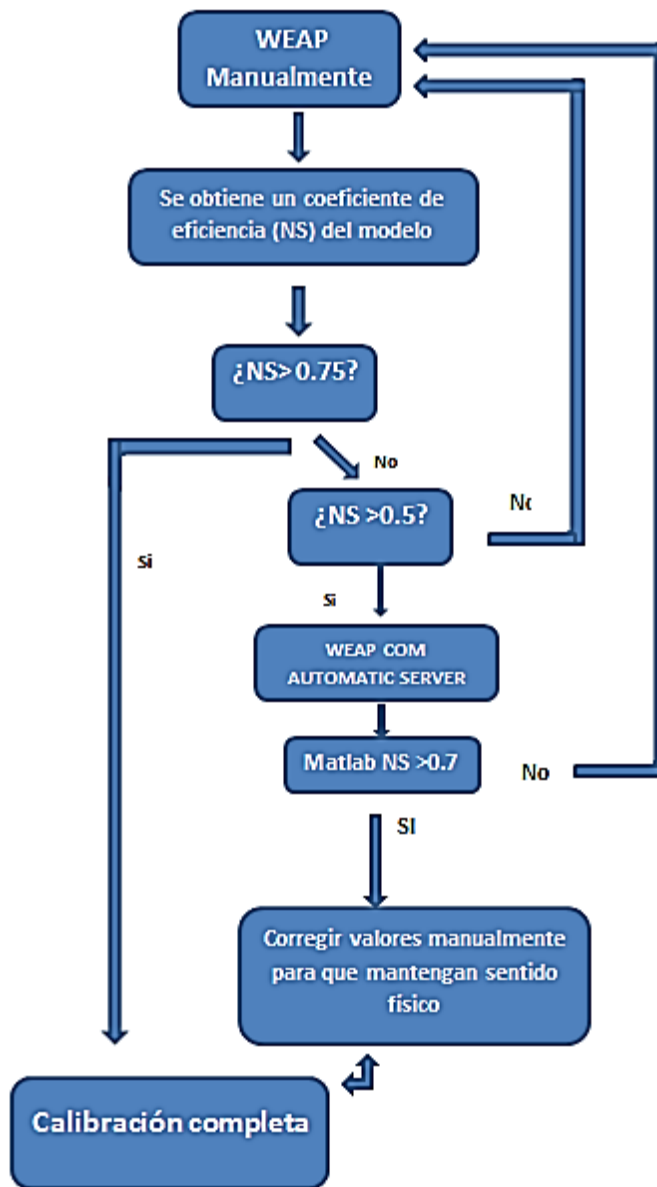 WEAP
Manualmente
Se obtiene un coeficiente de
eficiencia (NS) del modelo
¿NS> 0.75?
No
¿NS >0.5?
No
Si
Si
WEAP COM
AUTOMATIC SERVER
Matlab NS >0.7
No
SI
Corregir valores manualmente
para que mantengan sentido
físico
Calibración completa